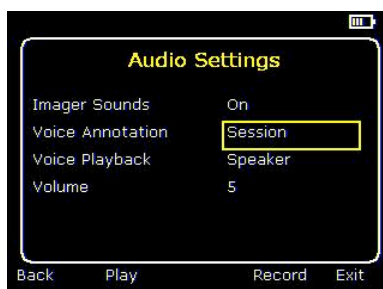 Audio Settings
Imager Sounds On
Voice Annotation Session
Voice Playback Speaker
Volume 5
Back Play Record Exit